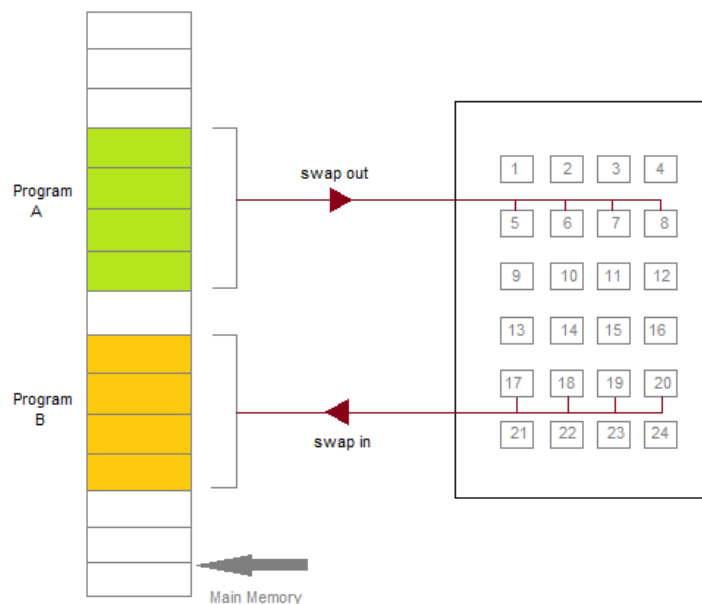 Program
A
swap out
1 2 3 4
5 6 7 8
9 10 11 12
13 14 15 16
Program
B
17 18 19 20
swap in
21 22 23 24
Main Memory